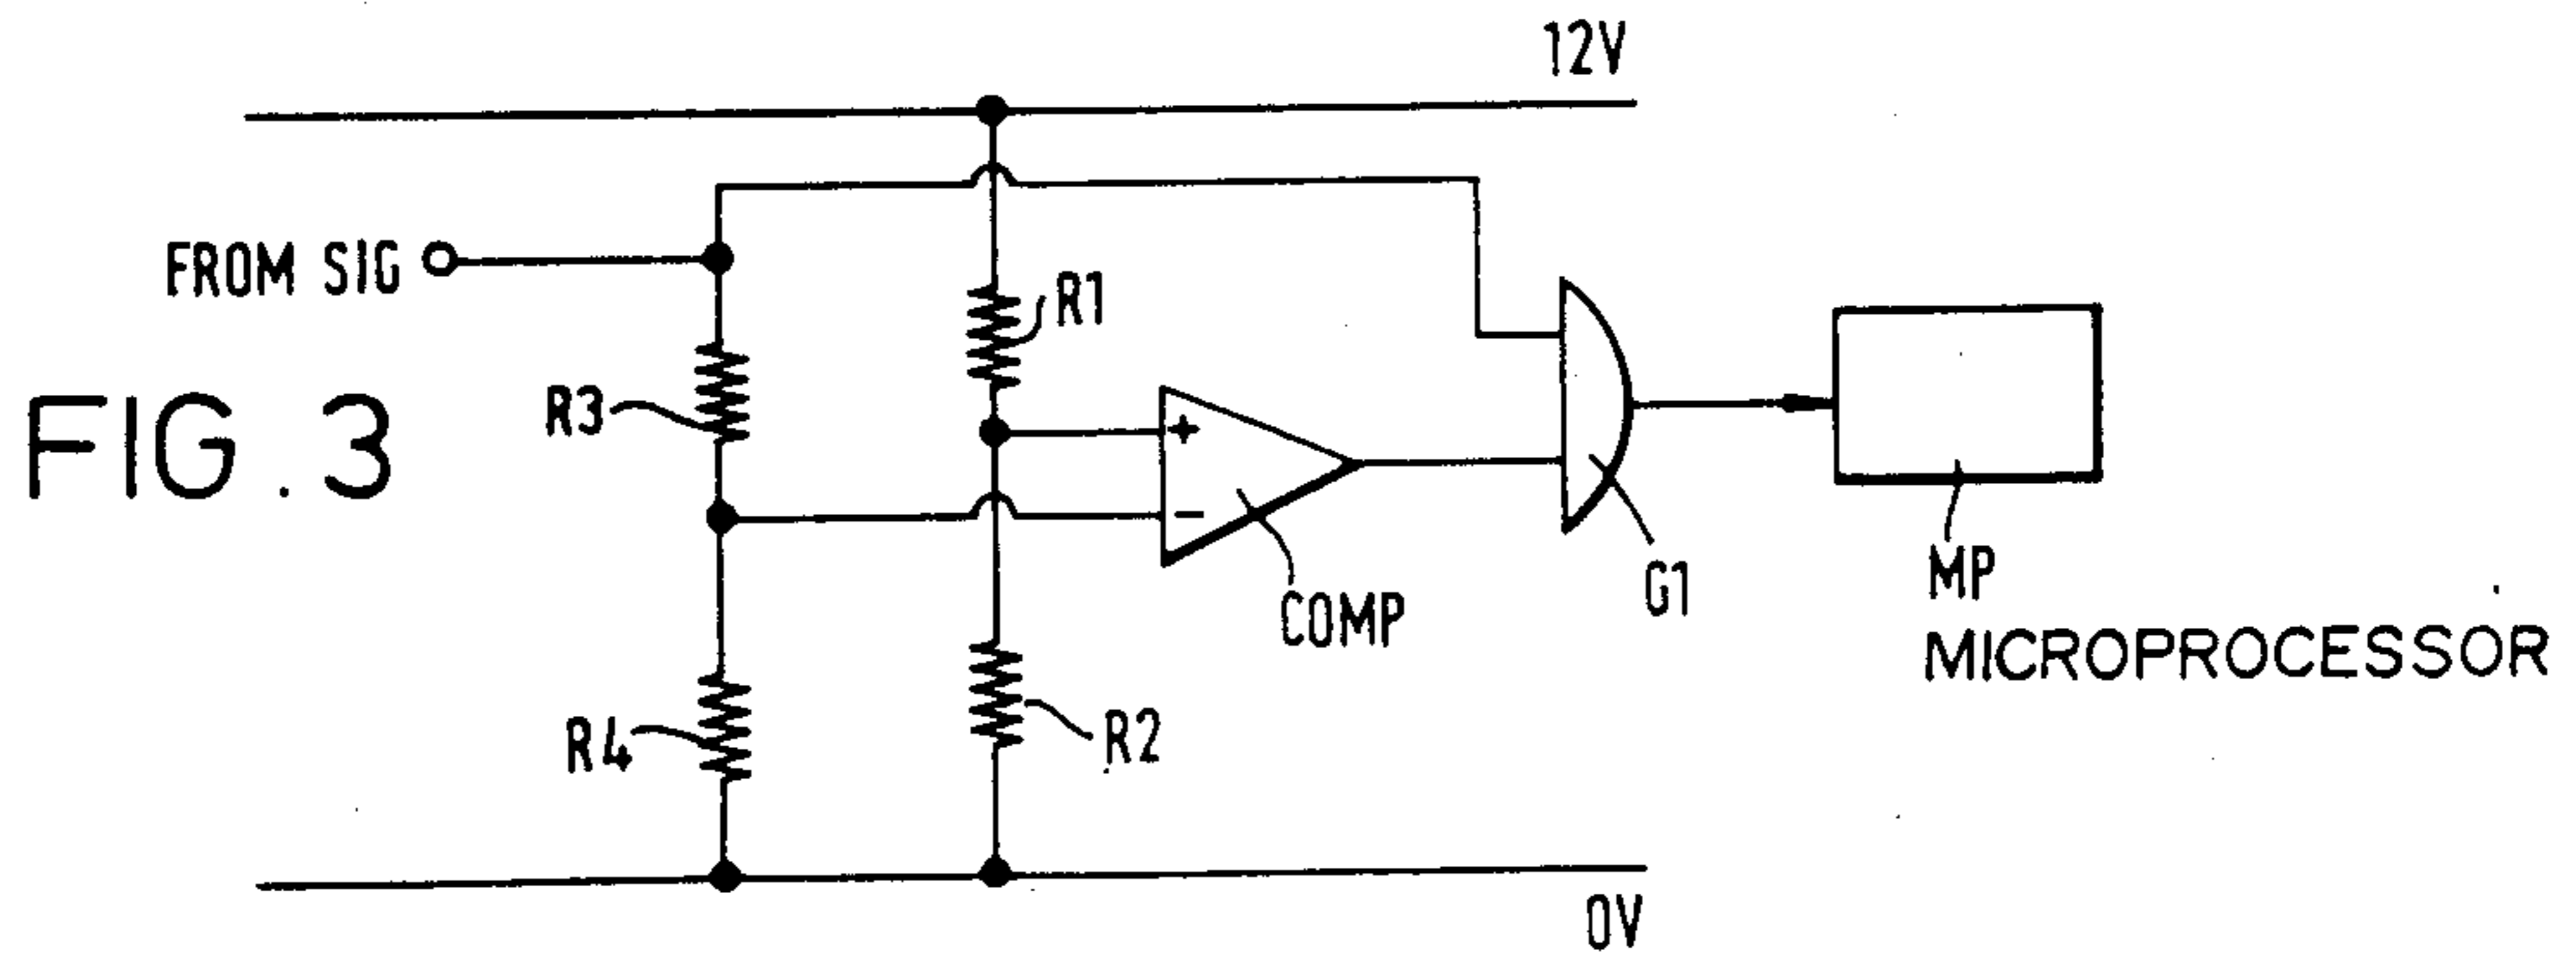 12V
FROM SIG
R1
R3
FIG. 3
+
−
COMP
G1
MP
MICROPROCESSOR
R4
R2
0V